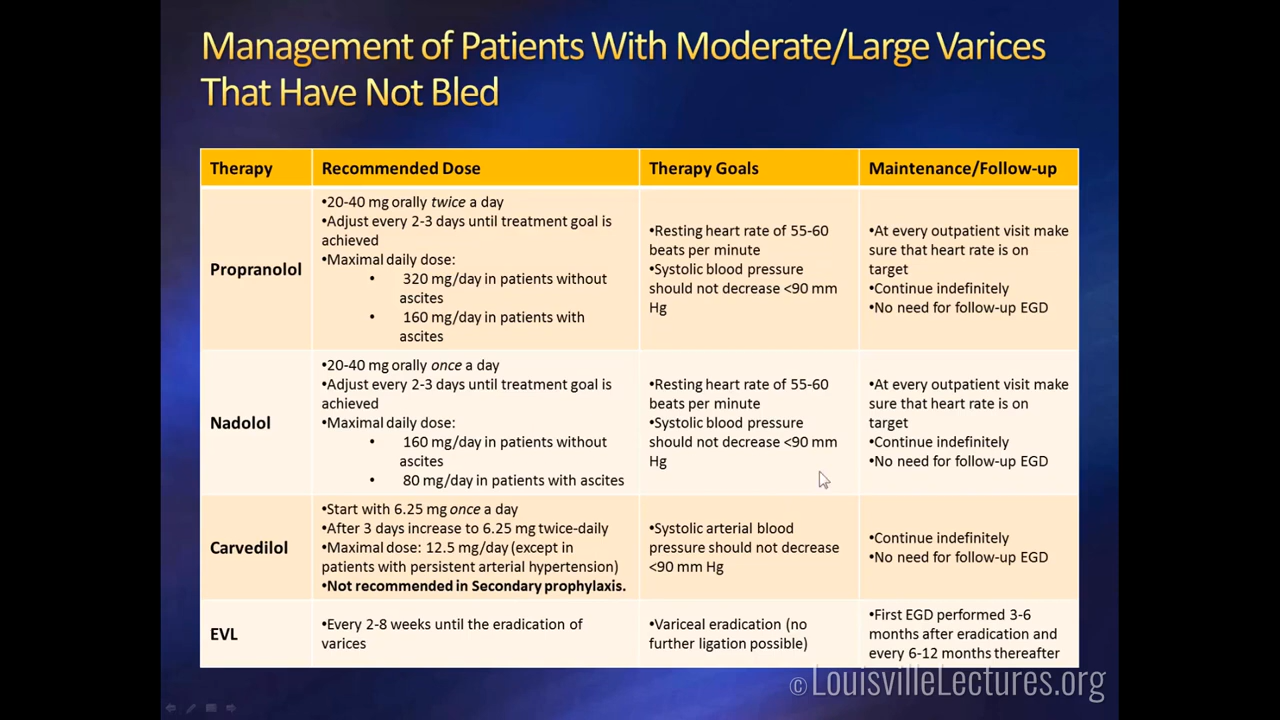 Management of Patients With Moderate/Large Varices
That Have Not Bled
Therapy
Recommended Dose
Therapy Goals
Maintenance/Follow-up
Propranolol
•20-40 mg orally twice a day
•Adjust every 2-3 days until treatment goal is
achieved
•Maximal daily dose:
• 320 mg/day in patients without
ascites
• 160 mg/day in patients with
ascites
•Resting heart rate of 55-60
beats per minute
•Systolic blood pressure
should not decrease <90 mm
Hg
•At every outpatient visit make
sure that heart rate is on
target
•Continue indefinitely
•No need for follow-up EGD
Nadolol
•20-40 mg orally once a day
•Adjust every 2-3 days until treatment goal is
achieved
•Maximal daily dose:
• 160 mg/day in patients without
ascites
• 80 mg/day in patients with ascites
•Resting heart rate of 55-60
beats per minute
•Systolic blood pressure
should not decrease <90 mm
Hg
•At every outpatient visit make
sure that heart rate is on
target
•Continue indefinitely
•No need for follow-up EGD
Carvedilol
•Start with 6.25 mg once a day
•After 3 days increase to 6.25 mg twice-daily
•Maximal dose: 12.5 mg/day (except in
patients with persistent arterial hypertension)
•Not recommended in Secondary prophylaxis.
•Systolic arterial blood
pressure should not decrease
<90 mm Hg
•Continue indefinitely
•No need for follow-up EGD
EVL
•Every 2-8 weeks until the eradication of
varices
•Variceal eradication (no
further ligation possible)
•First EGD performed 3-6
months after eradication and
every 6-12 months thereafter
© LouisvilleLectures.org